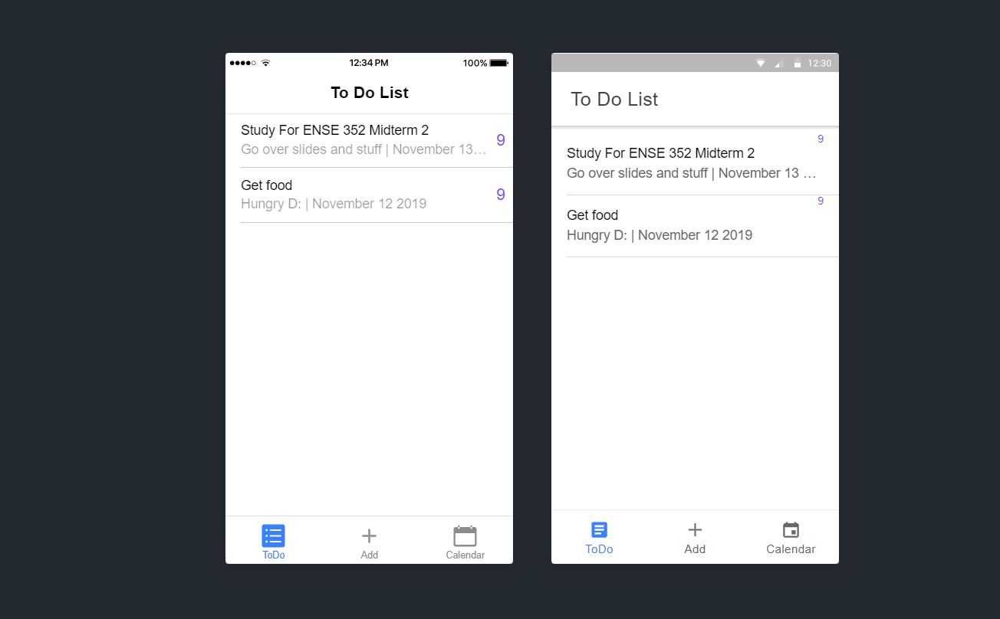 12:34 PM 100%
To Do List
Study For ENSE 352 Midterm 2
Go over slides and stuff | November 13…
9
Get food
Hungry D: | November 12 2019
9
ToDo Add Calendar
12:30
To Do List
9
Study For ENSE 352 Midterm 2
Go over slides and stuff | November 13 …
9
Get food
Hungry D: | November 12 2019
ToDo Add Calendar